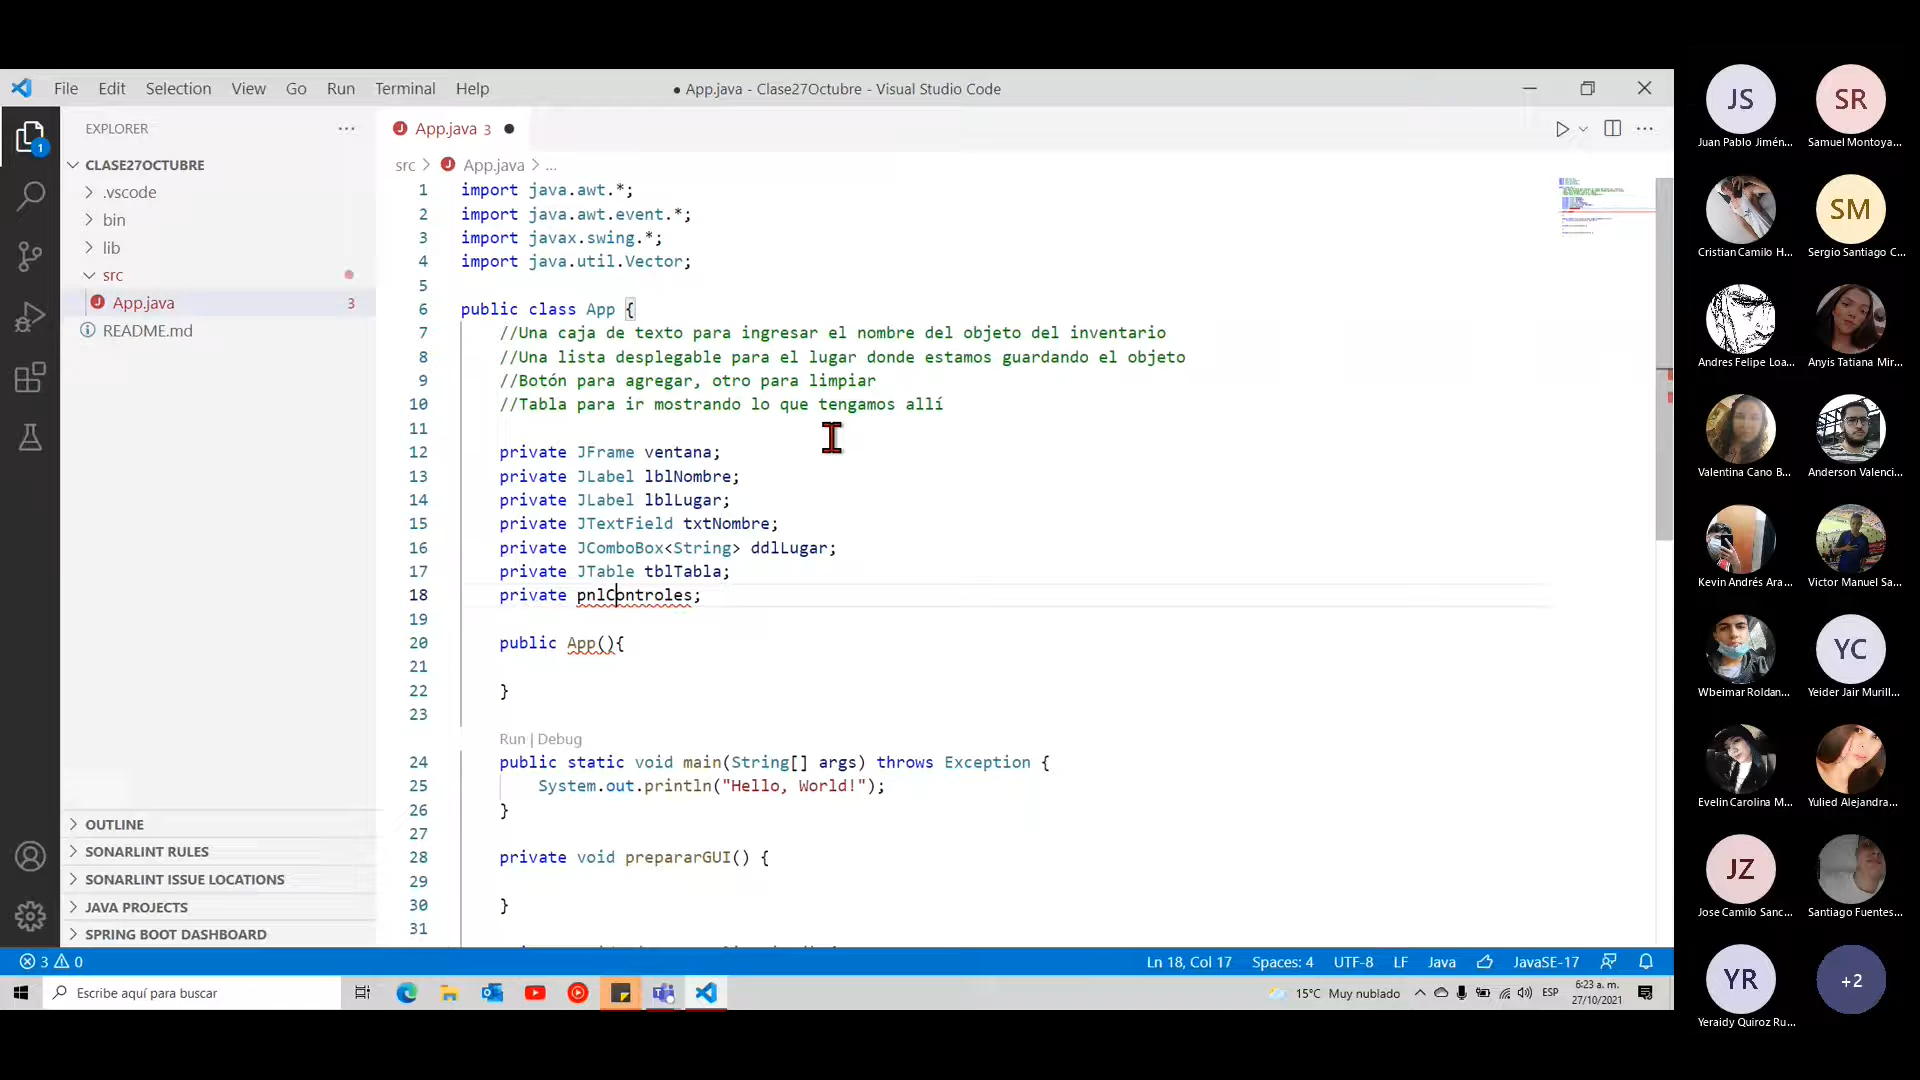 File Edit Selection View Go Run Terminal Help
● App.java - Clase27Octubre - Visual Studio Code
EXPLORER
App.java 3
CLASE27OCTUBRE
.vscode
bin
lib
src
App.java 3
README.md
OUTLINE
SONARLINT RULES
SONARLINT ISSUE LOCATIONS
JAVA PROJECTS
SPRING BOOT DASHBOARD
1
src > App.java > ...
1 import java.awt.*;
2 import java.awt.event.*;
3 import javax.swing.*;
4 import java.util.Vector;
5
6 public class App {
7 //Una caja de texto para ingresar el nombre del objeto del inventario
8 //Una lista desplegable para el lugar donde estamos guardando el objeto
9 //Botón para agregar, otro para limpiar
10 //Tabla para ir mostrando lo que tengamos allí
11
12 private JFrame ventana;
13 private JLabel lblNombre;
14 private JLabel lblLugar;
15 private JTextField txtNombre;
16 private JComboBox<String> ddlLugar;
17 private JTable tblTabla;
18 private pnlControles;
19
20 public App(){
21
22 }
23
Run | Debug
24 public static void main(String[] args) throws Exception {
25 System.out.println("Hello, World!");
26 }
27
28 private void prepararGUI() {
29
30 }
31
3 0
Ln 18, Col 17 Spaces: 4 UTF-8 LF Java JavaSE-17
Escribe aquí para buscar
15°C Muy nublado
ESP
6:23 a. m.
27/10/2021
JS SR
Juan Pablo Jimén... Samuel Montoya...
SM
Cristian Camilo H... Sergio Santiago C...
Andres Felipe Loa... Anyis Tatiana Mir...
Valentina Cano B... Anderson Valenci...
Kevin Andrés Ara... Victor Manuel Sa...
YC
Wbeimar Roldan... Yeider Jair Murill...
Evelin Carolina M... Yulied Alejandra...
JZ
Jose Camilo Sanc... Santiago Fuentes...
YR +2
Yeraidy Quiroz Ru...